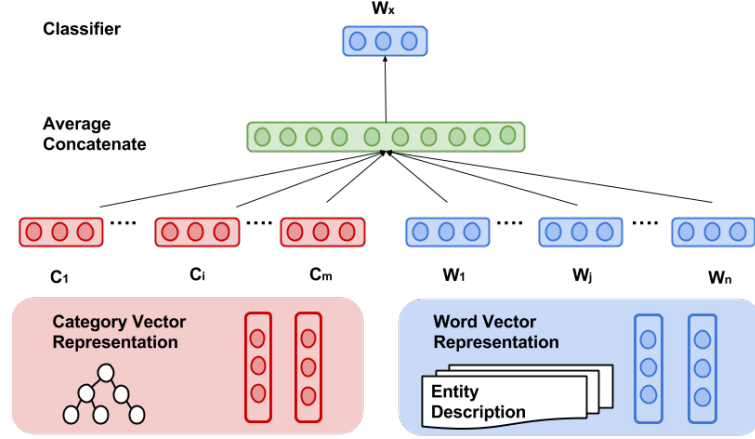 Wx
Classifier
Average
Concatenate
.... .... .... ....
C1 Ci Cm W1 Wj Wn
Category Vector
Representation
Word Vector
Representation
Entity
Description